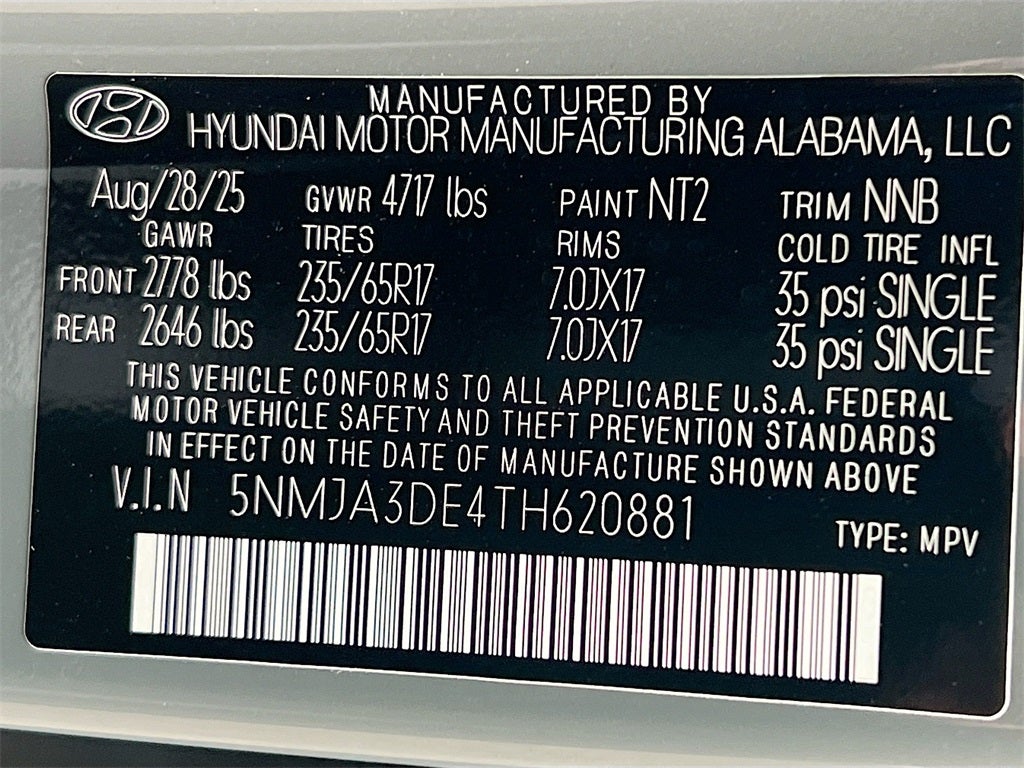 MANUFACTURED BY
HYUNDAI MOTOR MANUFACTURING ALABAMA, LLC
Aug/28/25 GVWR 4717 lbs PAINT NT2 TRIM NNB
GAWR TIRES RIMS COLD TIRE INFL
FRONT 2778 lbs 235/65R17 7.0JX17 35 psi SINGLE
REAR 2646 lbs 235/65R17 7.0JX17 35 psi SINGLE
THIS VEHICLE CONFORMS TO ALL APPLICABLE U.S.A. FEDERAL
MOTOR VEHICLE SAFETY AND THEFT PREVENTION STANDARDS
IN EFFECT ON THE DATE OF MANUFACTURE SHOWN ABOVE
V.I.N 5NMJA3DE4TH620881 TYPE: MPV